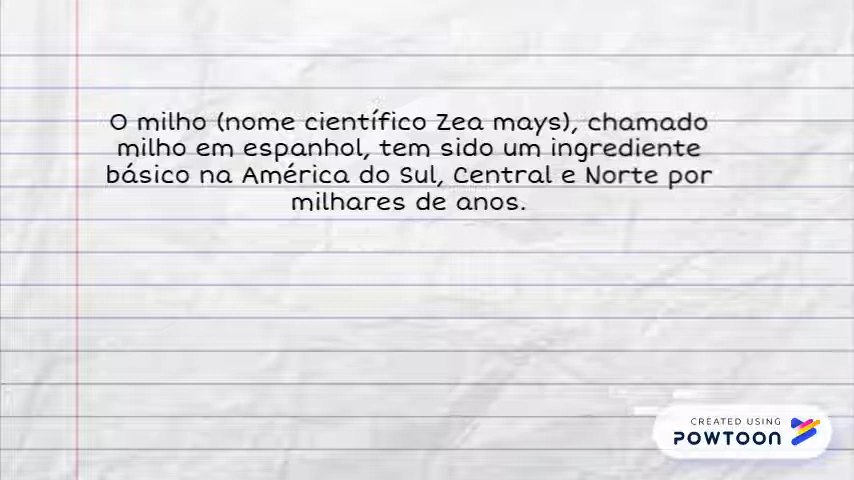 O milho (nome científico Zea mays), chamado
milho em espanhol, tem sido um ingrediente
básico na América do Sul, Central e Norte por
milhares de anos.
CREATED USING
POWTOON